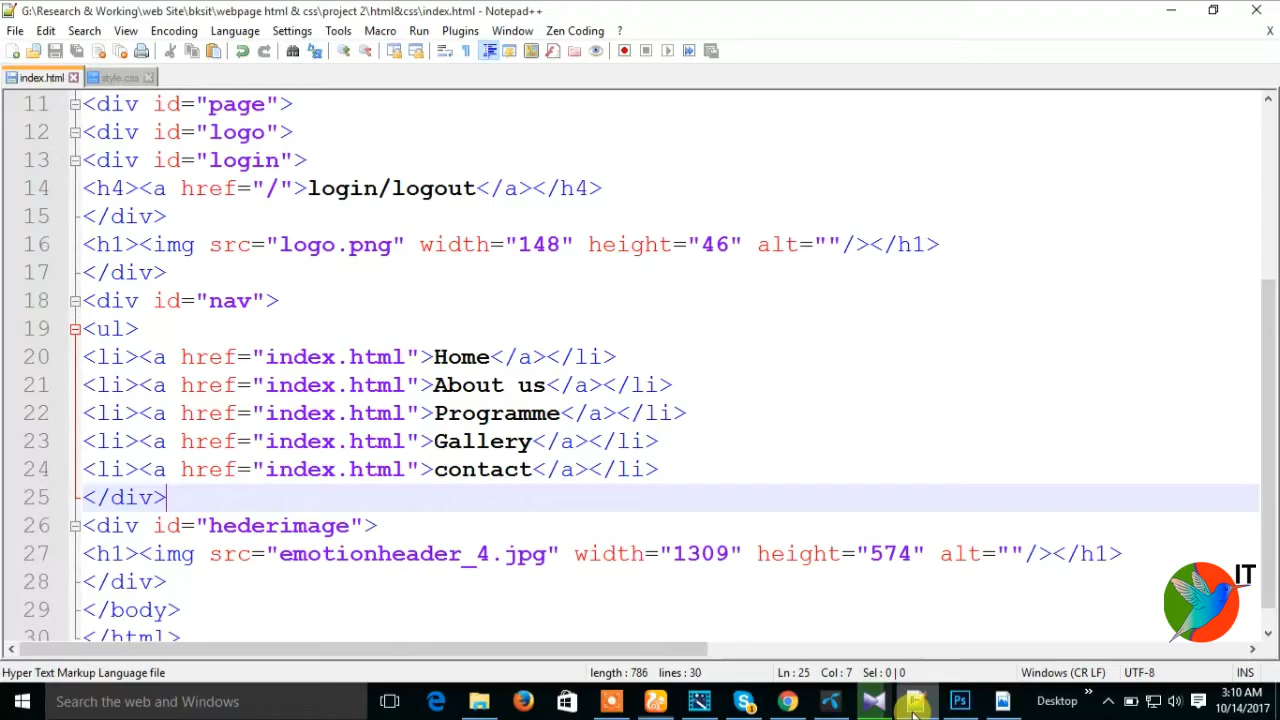 G:\Research & Working\web Site\bksit\webpage html & css\project 2\html&css\index.html - Notepad++
File Edit Search View Encoding Language Settings Tools Macro Run Plugins Window Zen Coding ? X
index.html style.css
11 <div id="page">
12 <div id="logo">
13 <div id="login">
14 <h4><a href="/">login/logout</a></h4>
15 </div>
16 <h1><img src="logo.png" width="148" height="46" alt=""/></h1>
17 </div>
18 <div id="nav">
19 <ul>
20 <li><a href="index.html">Home</a></li>
21 <li><a href="index.html">About us</a></li>
22 <li><a href="index.html">Programme</a></li>
23 <li><a href="index.html">Gallery</a></li>
24 <li><a href="index.html">contact</a></li>
25 </div>
26 <div id="hederimage">
27 <h1><img src="emotionheader_4.jpg" width="1309" height="574" alt=""/></h1>
28 </div>
29 </body>
30 </html>
IT
Hyper Text Markup Language file length : 786 lines : 30 Ln : 25 Col : 7 Sel : 0 | 0 Windows (CR LF) UTF-8 INS
Search the web and Windows Desktop 3:10 AM
10/14/2017